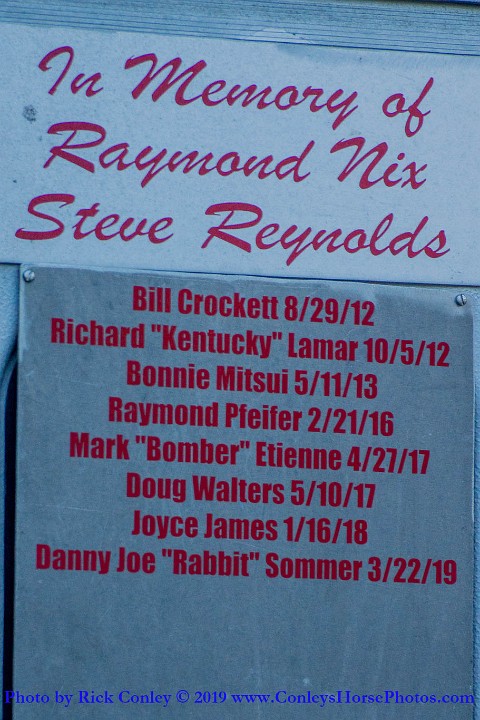 In Memory of
Raymond Nix
Steve Reynolds
Bill Crockett 8/29/12
Richard "Kentucky" Lamar 10/5/12
Bonnie Mitsui 5/11/13
Raymond Pfeifer 2/21/16
Mark "Bomber" Etienne 4/27/17
Doug Walters 5/10/17
Joyce James 1/16/18
Danny Joe "Rabbit" Sommer 3/22/19
Photo by Rick Conley © 2019 www.ConleysHorsePhotos.com